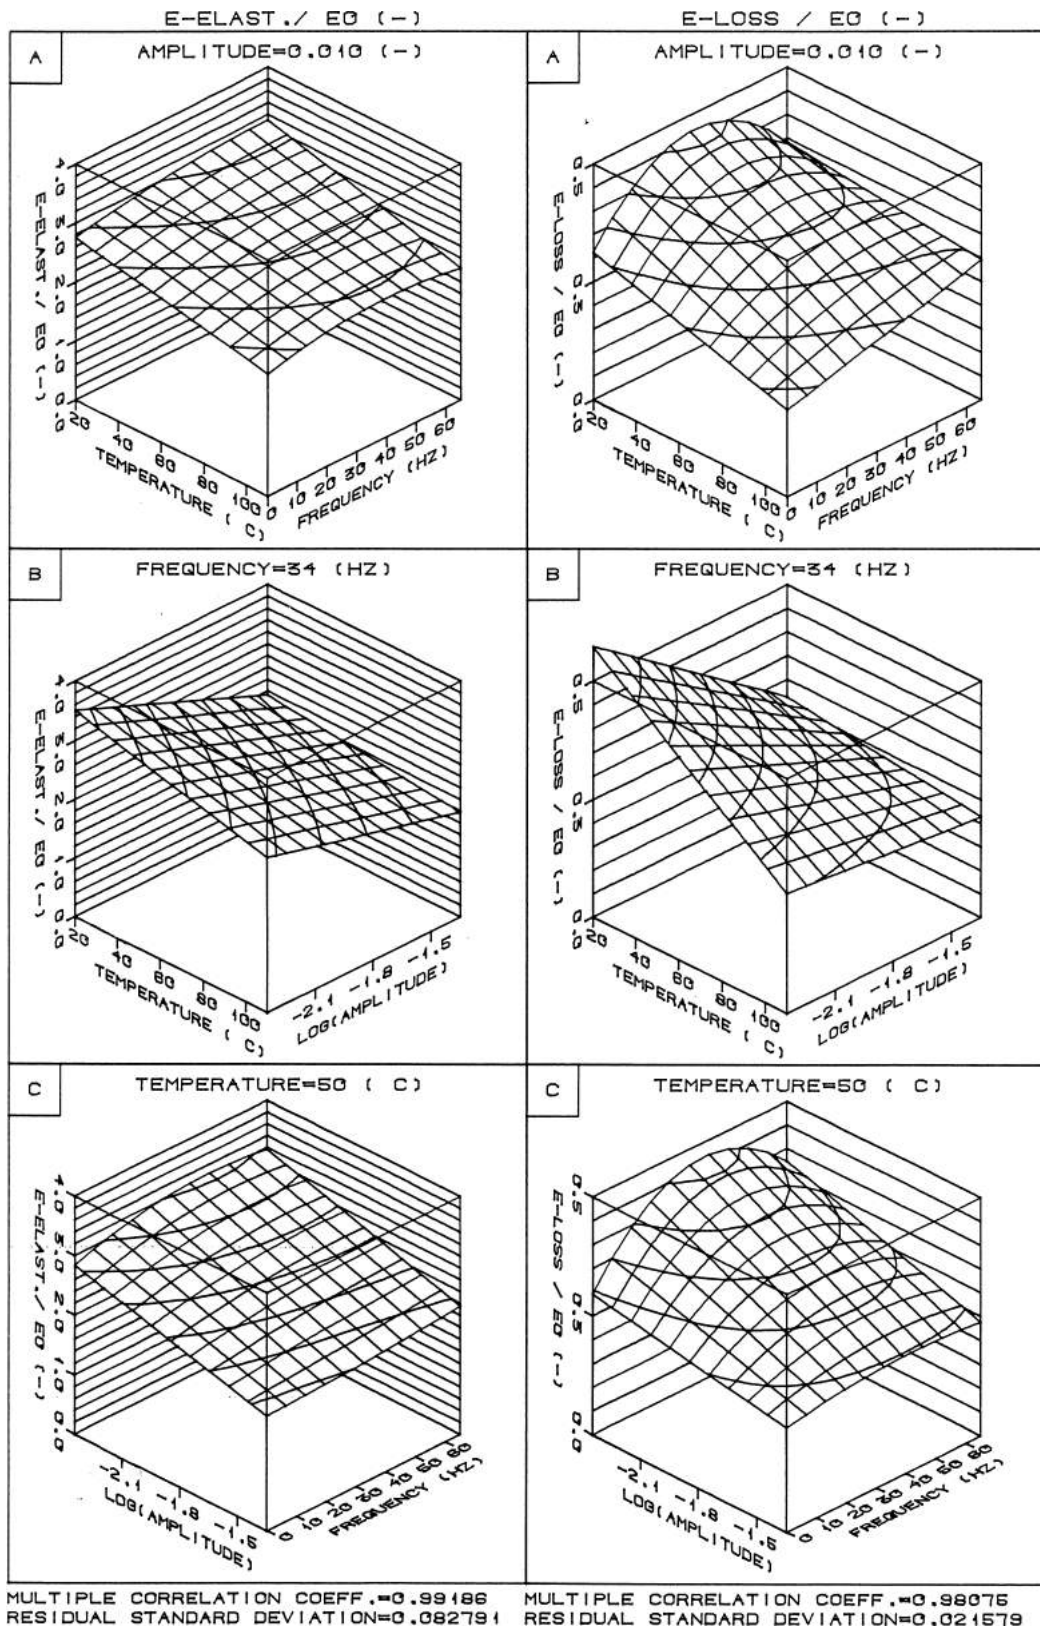 E-ELAST./ E0 (-)
E-LOSS / E0 (-)
A
AMPLITUDE=0.010 (-)
E-ELAST./ E0 (-)
4.0
3.0
2.0
1.0
0.0
20 40 60 80 100
TEMPERATURE ( C)
0 10 20 30 40 50 60
FREQUENCY (HZ)
A
AMPLITUDE=0.010 (-)
E-LOSS / E0 (-)
0.5
0.3
0.0
20 40 60 80 100
TEMPERATURE ( C)
0 10 20 30 40 50 60
FREQUENCY (HZ)
B
FREQUENCY=34 (HZ)
E-ELAST./ E0 (-)
4.0
3.0
2.0
1.0
0.0
20 40 60 80 100
TEMPERATURE ( C)
-2.1 -1.8 -1.5
LOG(AMPLITUDE)
B
FREQUENCY=34 (HZ)
E-LOSS / E0 (-)
0.5
0.3
0.0
20 40 60 80 100
TEMPERATURE ( C)
-2.1 -1.8 -1.5
LOG(AMPLITUDE)
C
TEMPERATURE=50 ( C)
E-ELAST./ E0 (-)
4.0
3.0
2.0
1.0
0.0
-2.1 -1.8 -1.5
LOG(AMPLITUDE)
0 10 20 30 40 50 60
FREQUENCY (HZ)
C
TEMPERATURE=50 ( C)
E-LOSS / E0 (-)
0.5
0.3
0.0
-2.1 -1.8 -1.5
LOG(AMPLITUDE)
0 10 20 30 40 50 60
FREQUENCY (HZ)
MULTIPLE CORRELATION COEFF.=0.99186
RESIDUAL STANDARD DEVIATION=0.082791
MULTIPLE CORRELATION COEFF.=0.98075
RESIDUAL STANDARD DEVIATION=0.021579